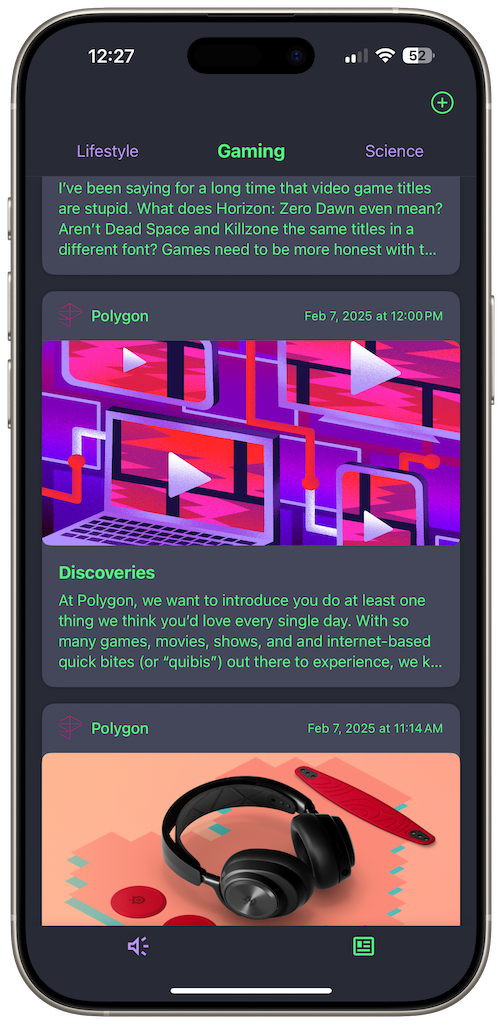 12:27
52
Lifestyle
Gaming
Science
I've been saying for a long time that video game titles
are stupid. What does Horizon: Zero Dawn even mean?
Aren't Dead Space and Killzone the same titles in a
different font? Games need to be more honest with t...
Polygon
Feb 7, 2025 at 12:00 PM
Discoveries
At Polygon, we want to introduce you do at least one
thing we think you'd love every single day. With so
many games, movies, shows, and and internet-based
quick bites (or “quibis”) out there to experience, we k...
Polygon
Feb 7, 2025 at 11:14 AM